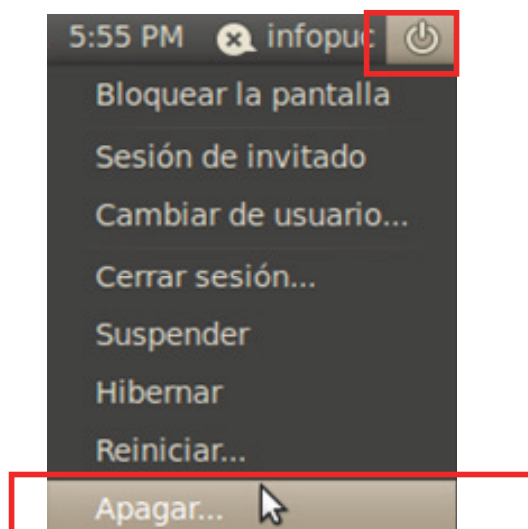 5:55 PM infopuc
Bloquear la pantalla
Sesión de invitado
Cambiar de usuario...
Cerrar sesión...
Suspender
Hibernar
Reiniciar...
Apagar...